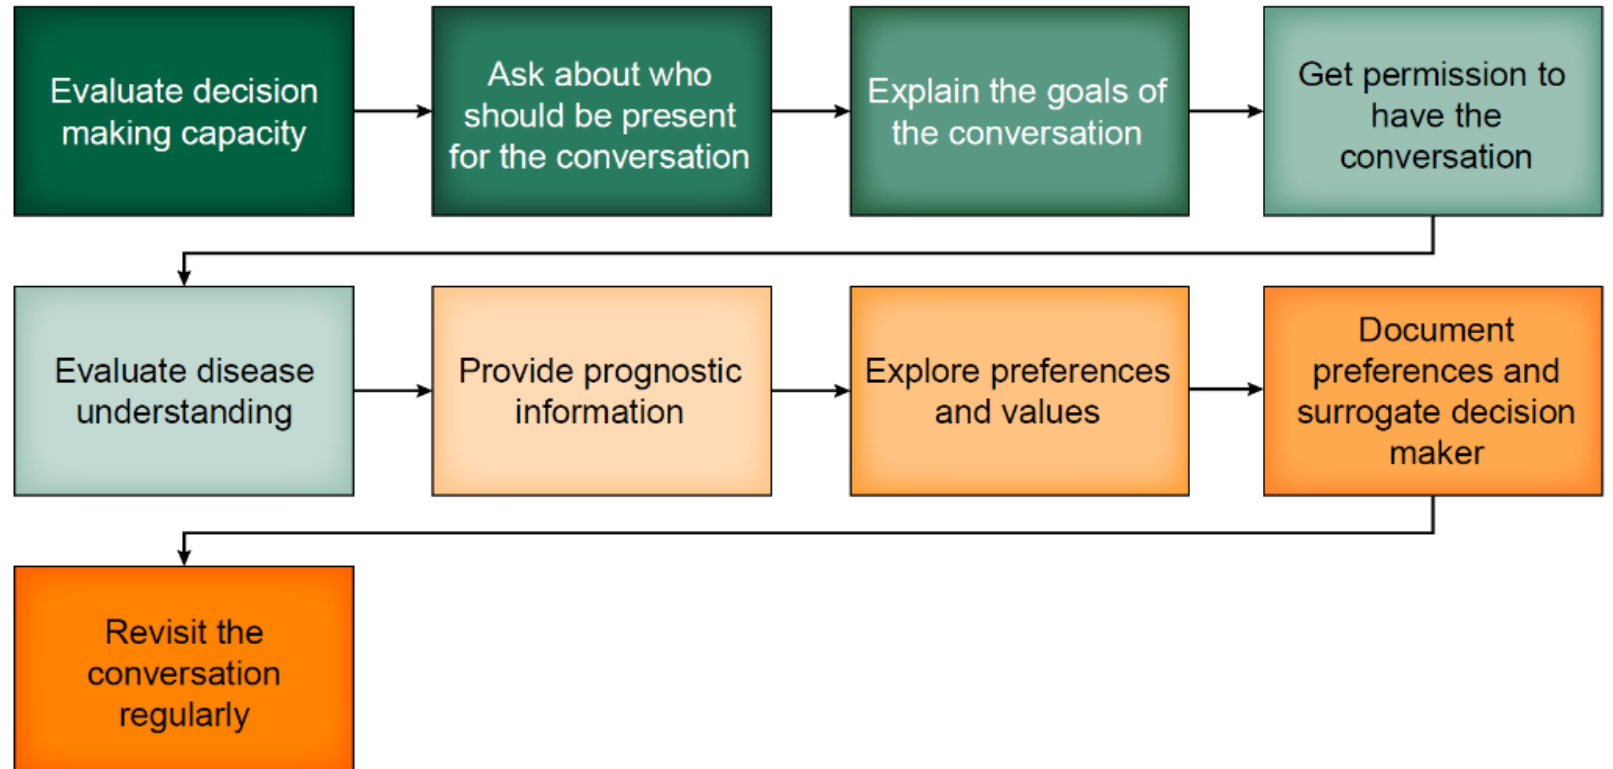 Evaluate decision
making capacity
Ask about who
should be present
for the conversation
Explain the goals of
the conversation
Get permission to
have the
conversation
Evaluate disease
understanding
Provide prognostic
information
Explore preferences
and values
Document
preferences and
surrogate decision
maker
Revisit the
conversation
regularly